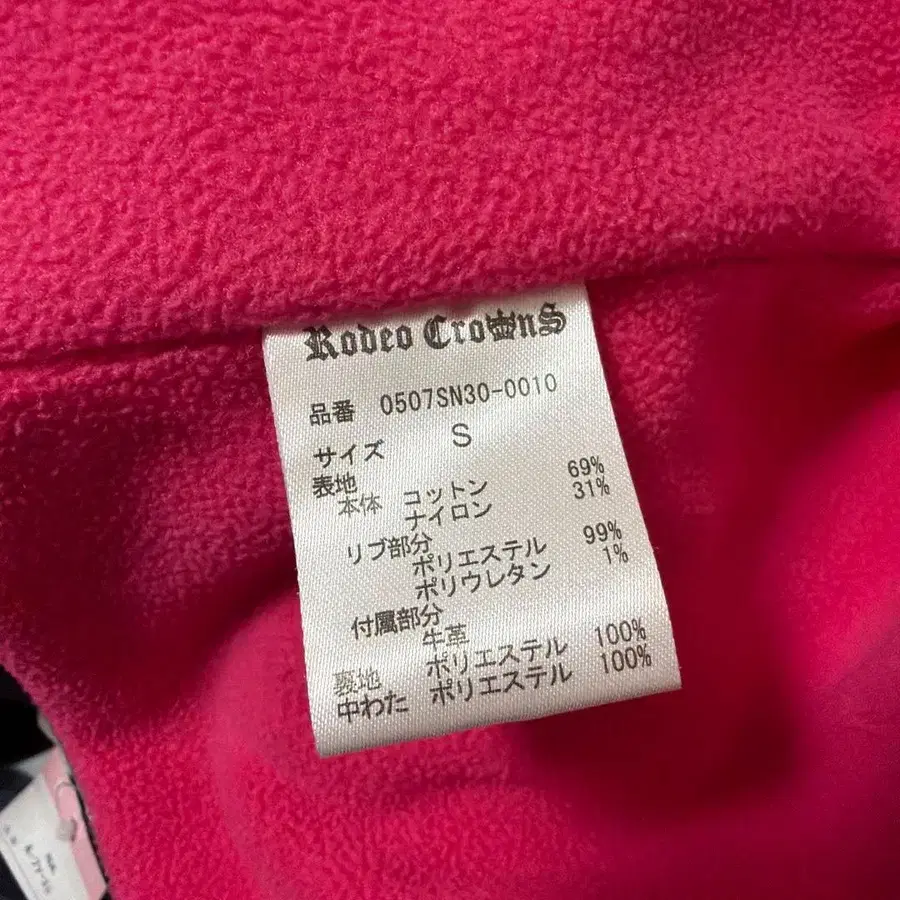 Rodeo Crowns
品番 0507SN30-0010
サイズ S
表地
本体 コットン 69%
ナイロン 31%
リブ部分
ポリエステル 99%
ポリウレタン 1%
付属部分
牛革
裏地 ポリエステル 100%
中わた ポリエステル 100%